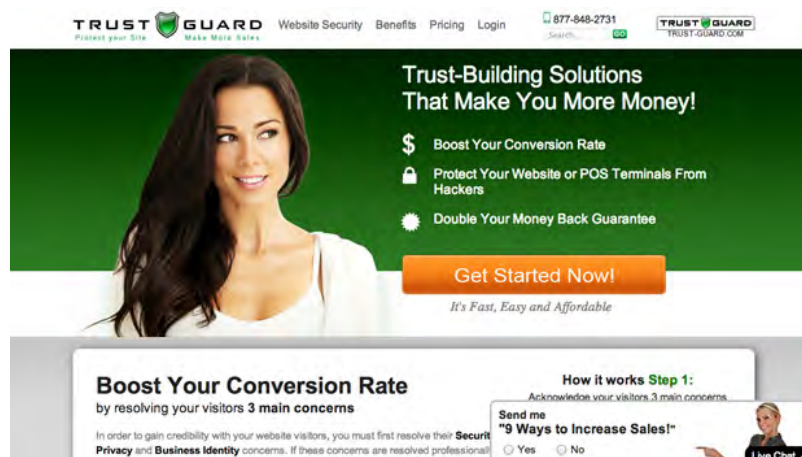 TRUST GUARD
Protect your Site Make More Sales
Website Security Benefits Pricing Login
877-848-2731
Search... GO
TRUST GUARD
TRUST-GUARD.COM
Trust-Building Solutions
That Make You More Money!
$ Boost Your Conversion Rate
Protect Your Website or POS Terminals From
Hackers
Double Your Money Back Guarantee
Get Started Now!
It's Fast, Easy and Affordable
Boost Your Conversion Rate
by resolving your visitors 3 main concerns
In order to gain credibility with your website visitors, you must first resolve their Securit
Privacy and Business Identity concerns. If these concerns are resolved professionall
How it works Step 1:
Acknowledge your visitors 3 main concerns
Send me
"9 Ways to Increase Sales!"
Yes No
Live Chat